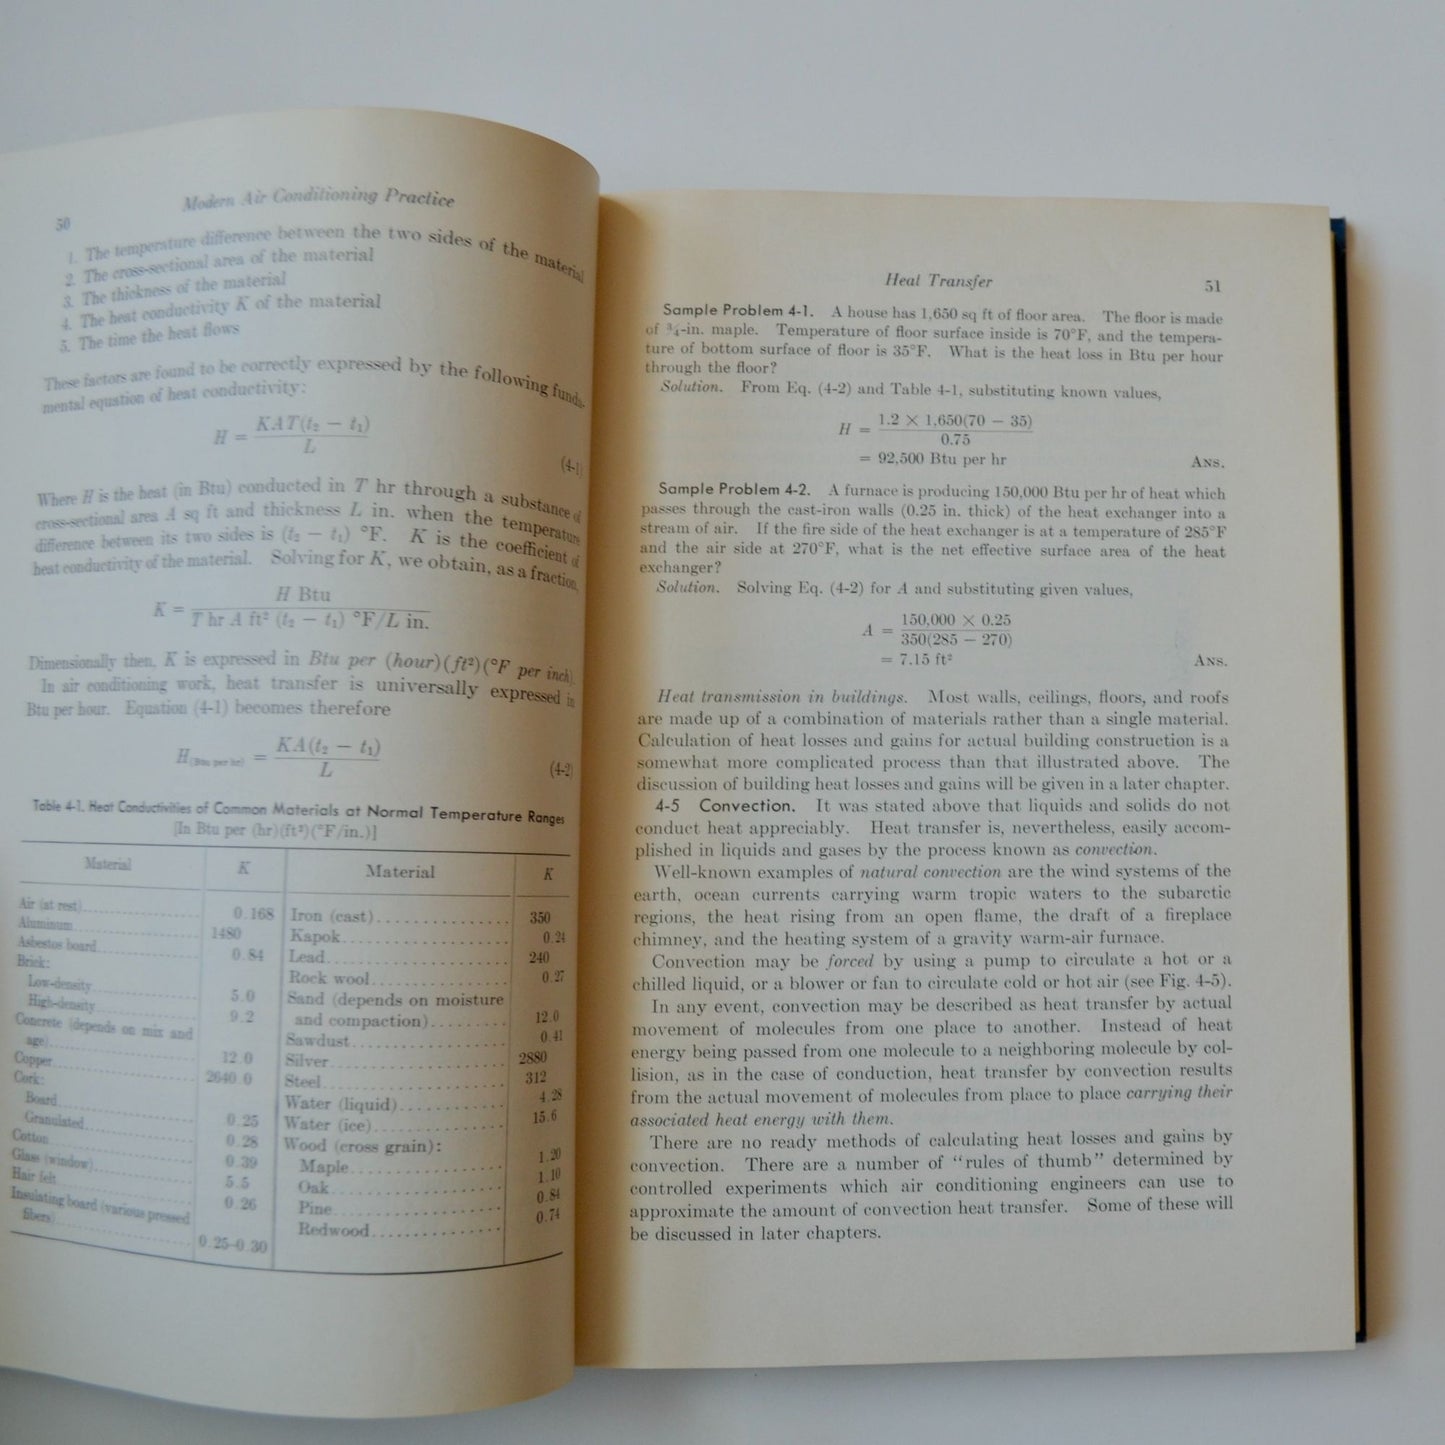 50
Modern Air Conditioning Practice
1. The temperature difference between the two sides of the material
2. The cross-sectional area of the material
3. The thickness of the material
4. The heat conductivity K of the material
5. The time the heat flows
These factors are found to be correctly expressed by the following funda-
mental equation of heat conductivity:
H = KAT(t₂ − t₁) / L
(4-1)
Where H is the heat (in Btu) conducted in T hr through a substance of
cross-sectional area A sq ft and thickness L in. when the temperature
difference between its two sides is (t₂ − t₁) °F. K is the coefficient of
heat conductivity of the material. Solving for K, we obtain, as a fraction,
K = H Btu / T hr A ft² (t₂ − t₁) °F/L in.
Dimensionally then, K is expressed in Btu per (hour)(ft²)(°F per inch).
In air conditioning work, heat transfer is universally expressed in
Btu per hour. Equation (4-1) becomes therefore
H(Btu per hr) = KA(t₂ − t₁) / L
(4-2)
Table 4-1. Heat Conductivities of Common Materials at Normal Temperature Ranges
[In Btu per (hr)(ft²)(°F/in.)]
Material K
Air (at rest) 0.168
Aluminum 1480
Asbestos board 0.84
Brick:
Low-density 5.0
High-density 9.2
Concrete (depends on mix and
age) 12.0
Copper 2640.0
Cork:
Board 0.25
Granulated 0.28
Cotton 0.39
Glass (window) 5.5
Hair felt 0.26
Insulating board (various pressed
fibers) 0.25–0.30
Material K
Iron (cast) 350
Kapok 0.24
Lead 240
Rock wool 0.27
Sand (depends on moisture
and compaction) 12.0
Sawdust 0.41
Silver 2880
Steel 312
Water (liquid) 4.28
Water (ice) 15.6
Wood (cross grain):
Maple 1.20
Oak 1.10
Pine 0.84
Redwood 0.74
Heat Transfer
51
Sample Problem 4-1. A house has 1,650 sq ft of floor area. The floor is made
of ¾-in. maple. Temperature of floor surface inside is 70°F, and the tempera-
ture of bottom surface of floor is 35°F. What is the heat loss in Btu per hour
through the floor?
Solution. From Eq. (4-2) and Table 4-1, substituting known values,
H = 1.2 × 1,650(70 − 35) / 0.75
= 92,500 Btu per hr ANS.
Sample Problem 4-2. A furnace is producing 150,000 Btu per hr of heat which
passes through the cast-iron walls (0.25 in. thick) of the heat exchanger into a
stream of air. If the fire side of the heat exchanger is at a temperature of 285°F
and the air side at 270°F, what is the net effective surface area of the heat
exchanger?
Solution. Solving Eq. (4-2) for A and substituting given values,
A = 150,000 × 0.25 / 350(285 − 270)
= 7.15 ft² ANS.
Heat transmission in buildings. Most walls, ceilings, floors, and roofs
are made up of a combination of materials rather than a single material.
Calculation of heat losses and gains for actual building construction is a
somewhat more complicated process than that illustrated above. The
discussion of building heat losses and gains will be given in a later chapter.
4-5 Convection. It was stated above that liquids and solids do not
conduct heat appreciably. Heat transfer is, nevertheless, easily accom-
plished in liquids and gases by the process known as convection.
Well-known examples of natural convection are the wind systems of the
earth, ocean currents carrying warm tropic waters to the subarctic
regions, the heat rising from an open flame, the draft of a fireplace
chimney, and the heating system of a gravity warm-air furnace.
Convection may be forced by using a pump to circulate a hot or a
chilled liquid, or a blower or fan to circulate cold or hot air (see Fig. 4-5).
In any event, convection may be described as heat transfer by actual
movement of molecules from one place to another. Instead of heat
energy being passed from one molecule to a neighboring molecule by col-
lision, as in the case of conduction, heat transfer by convection results
from the actual movement of molecules from place to place carrying their
associated heat energy with them.
There are no ready methods of calculating heat losses and gains by
convection. There are a number of “rules of thumb” determined by
controlled experiments which air conditioning engineers can use to
approximate the amount of convection heat transfer. Some of these will
be discussed in later chapters.